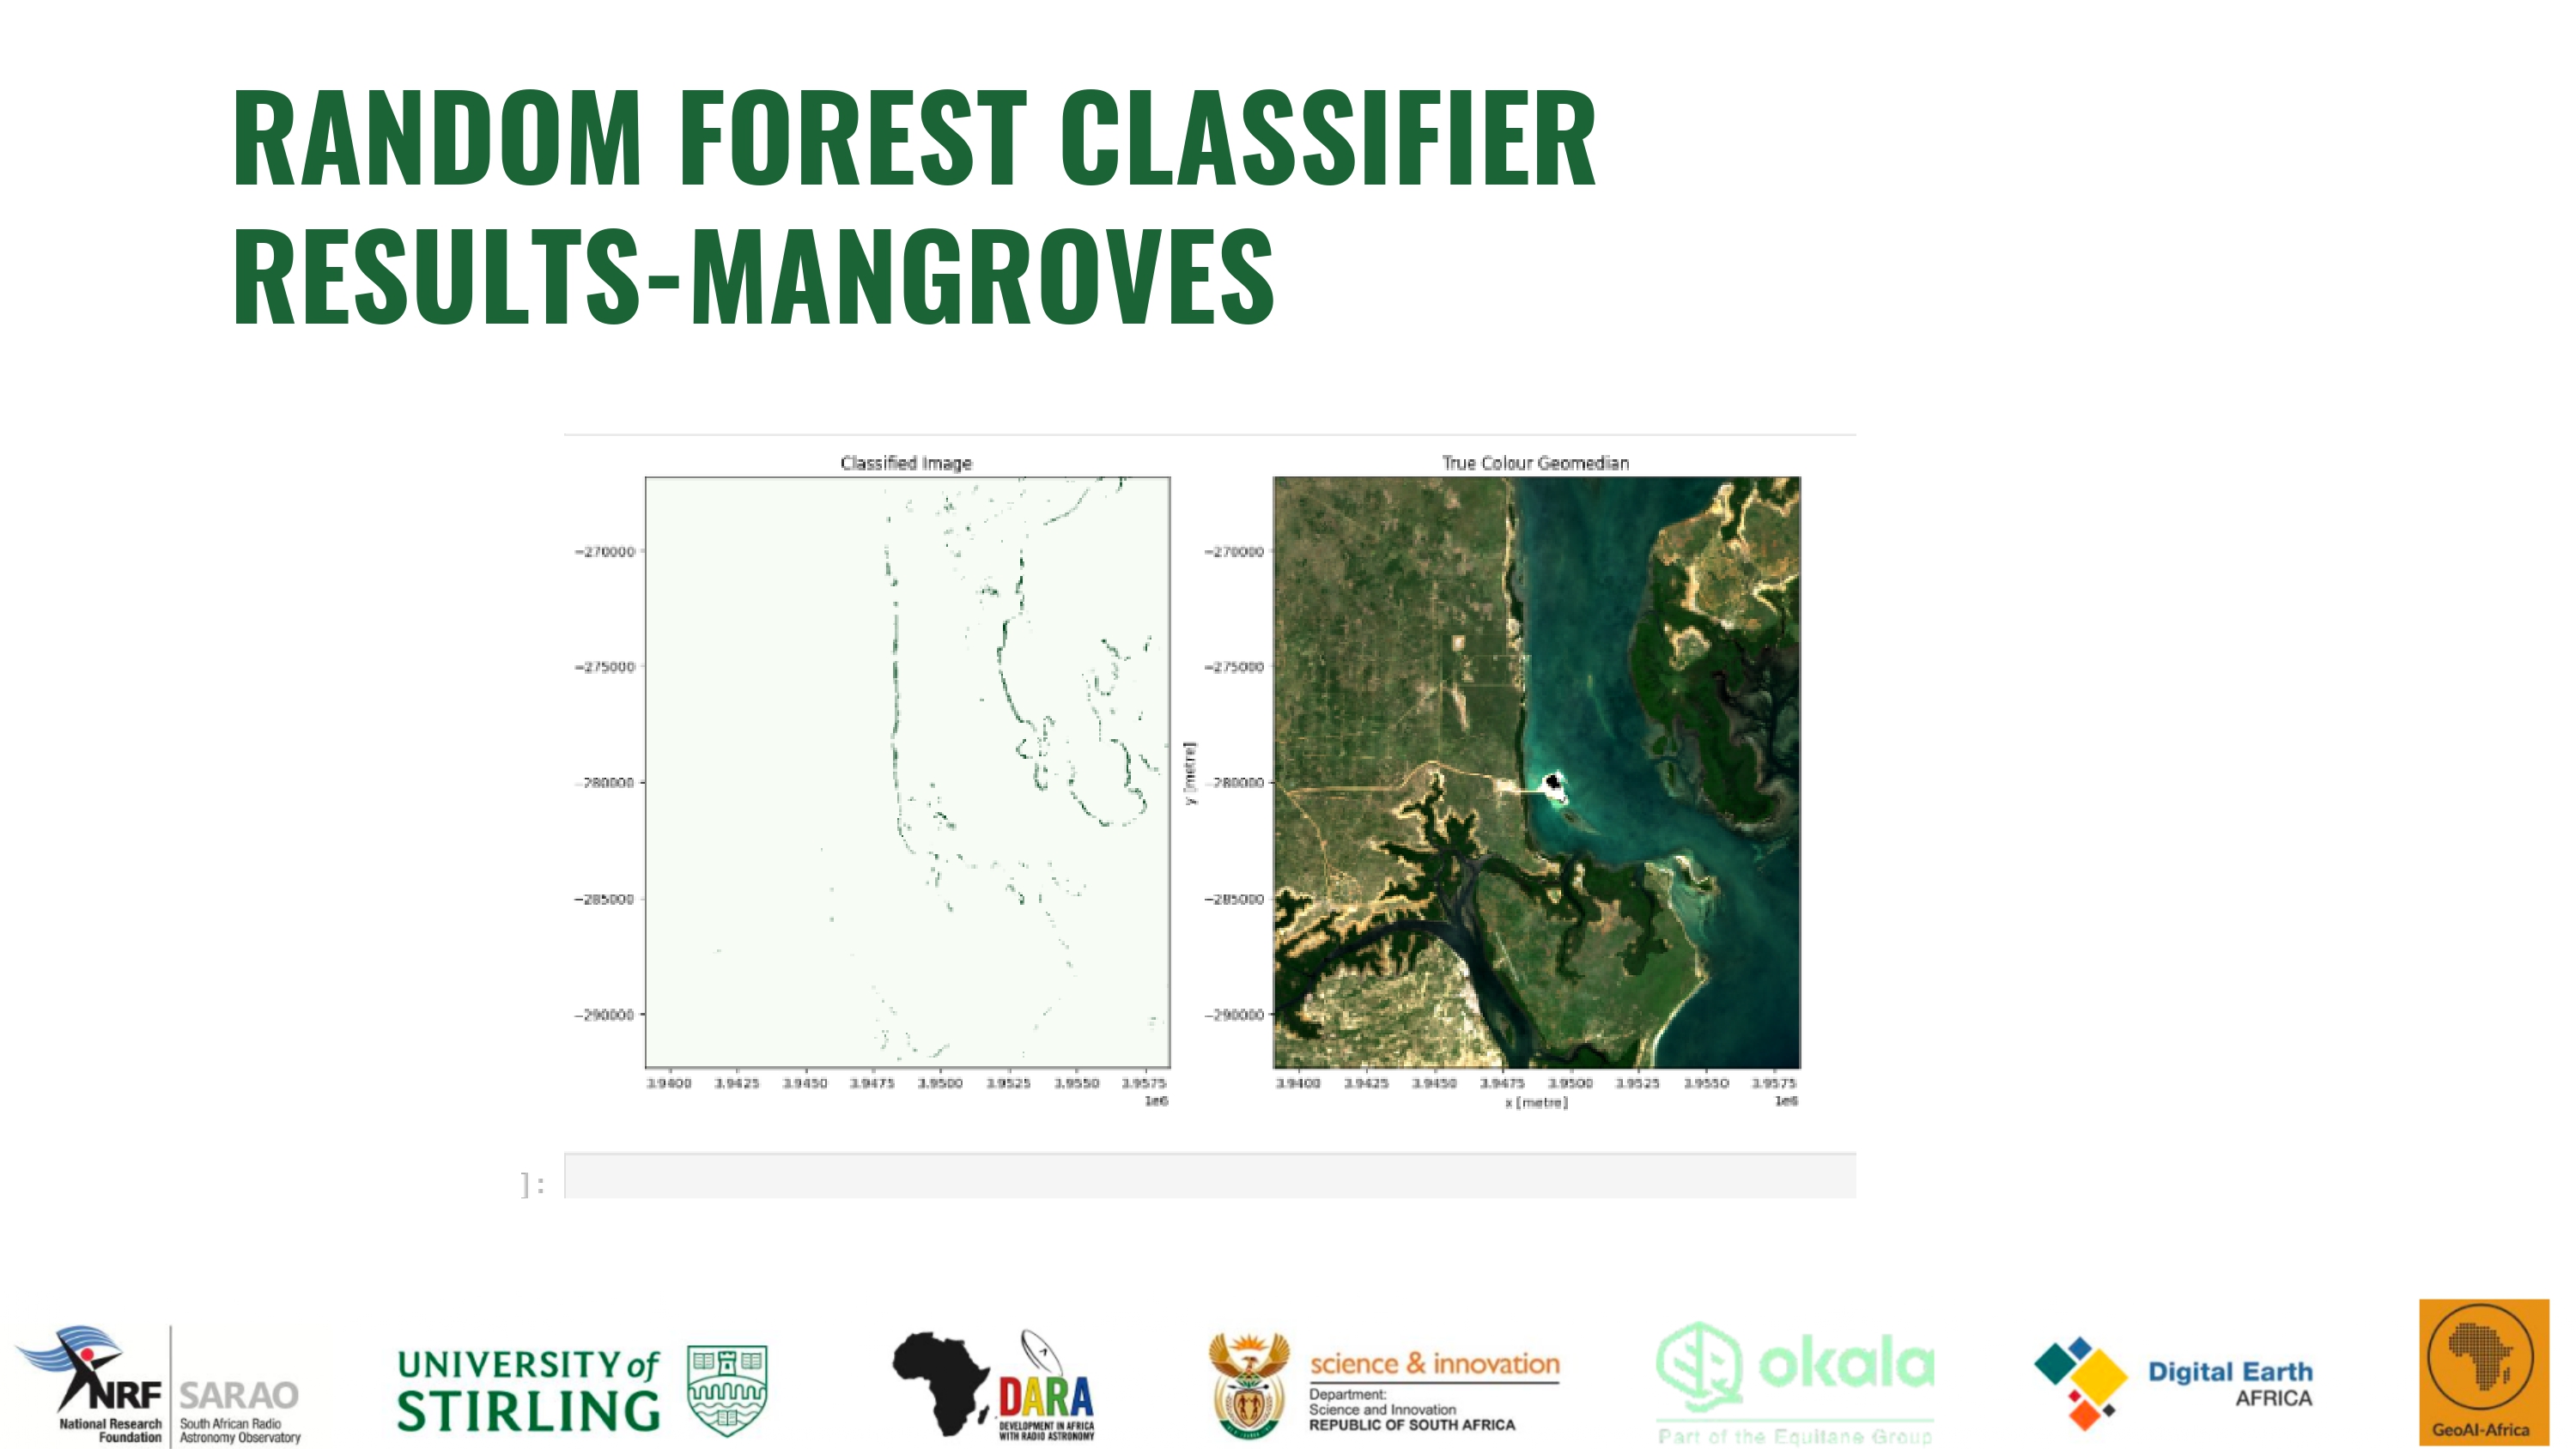 RANDOM FOREST CLASSIFIER
RESULTS-MANGROVES
Classified Image
True Colour Geomedian
−270000
−275000
−280000
−285000
−290000
3.9400 3.9425 3.9450 3.9475 3.9500 3.9525 3.9550 3.9575
1e6
y [metre]
−270000
−275000
−280000
−285000
−290000
3.9400 3.9425 3.9450 3.9475 3.9500 3.9525 3.9550 3.9575
x [metre]
1e6
]:
NRF
National Research
Foundation
SARAO
South African Radio
Astronomy Observatory
UNIVERSITY of
STIRLING
DARA
DEVELOPMENT IN AFRICA
WITH RADIO ASTRONOMY
science & innovation
Department:
Science and Innovation
REPUBLIC OF SOUTH AFRICA
okala
Part of the Equitane Group
Digital Earth
AFRICA
GeoAI-Africa